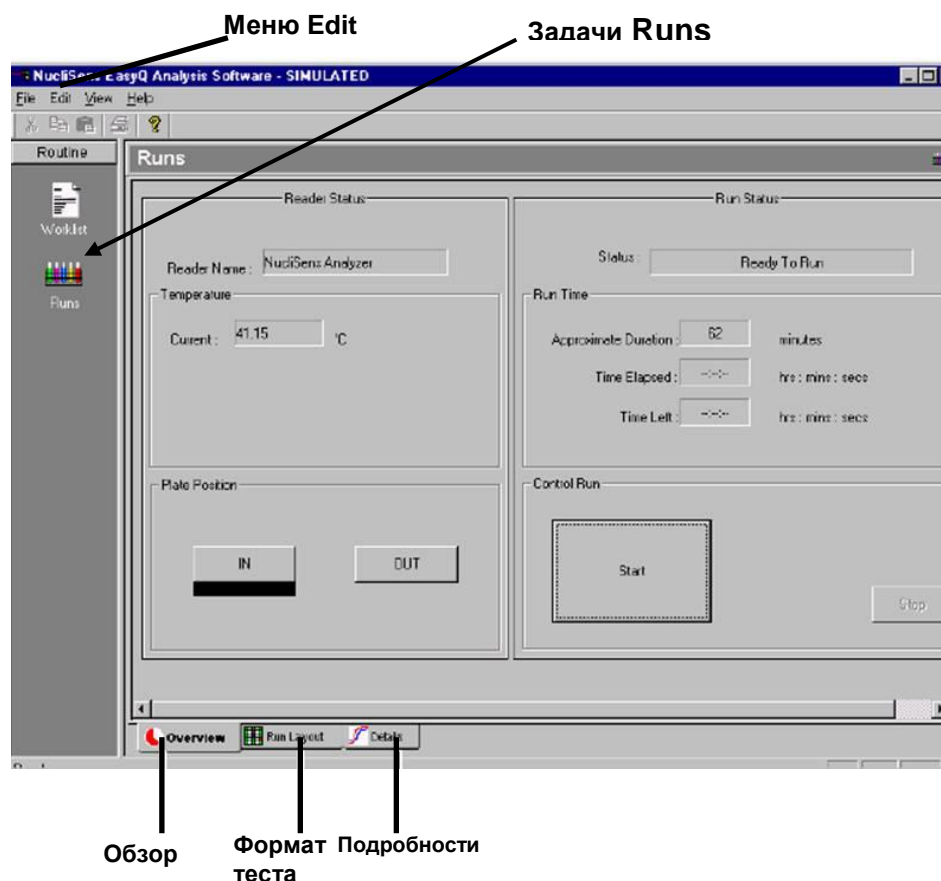 Меню Edit
Задачи Runs
NucliSens EasyQ Analysis Software - SIMULATED
File Edit View Help
Routine
Runs
Worklist
Runs
Reader Status
Reader Name : NucliSens Analyzer
Temperature
Current : 41.15 °C
Plate Position
IN OUT
Run Status
Status : Ready To Run
Run Time
Approximate Duration : 62 minutes
Time Elapsed : --:--:-- hrs : mins : secs
Time Left : --:--:-- hrs : mins : secs
Control Run
Start
Stop
Overview Run Layout Details
Обзор
Формат теста
Подробности